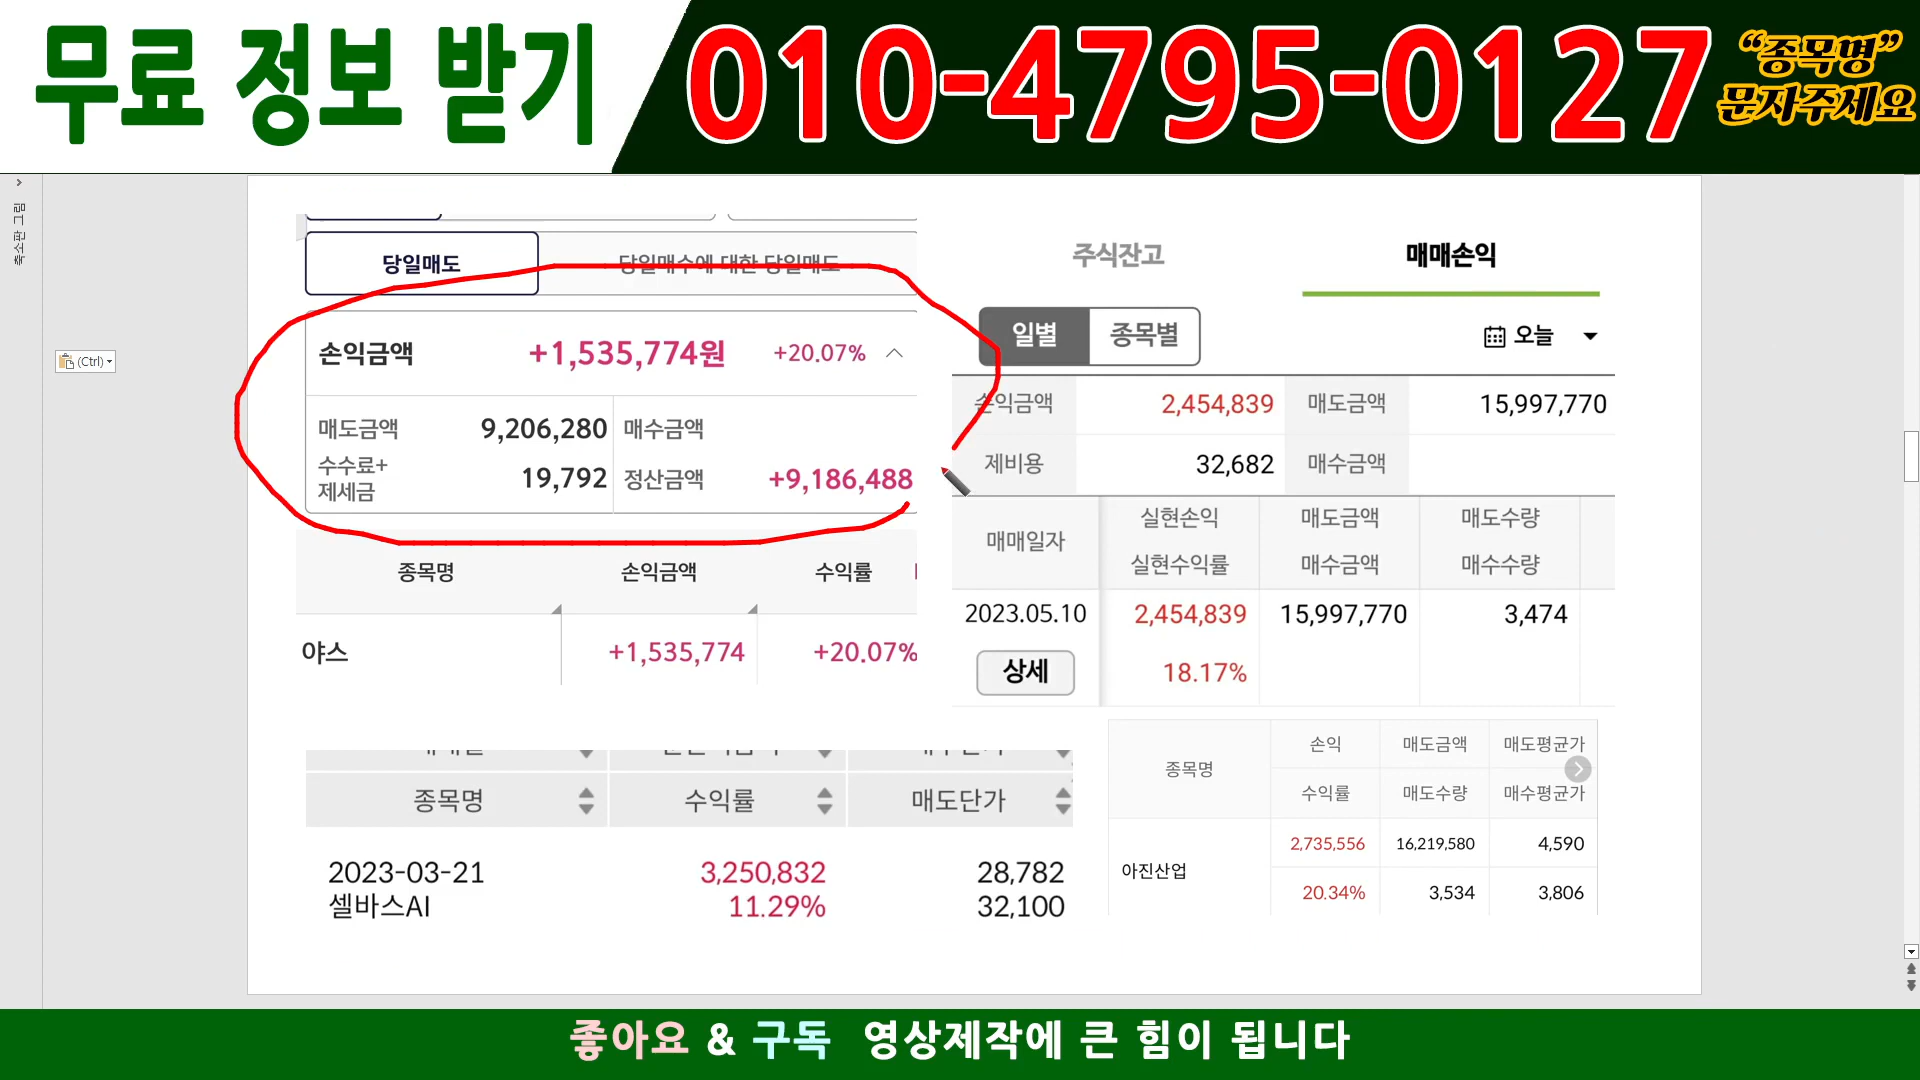 무료 정보 받기
010-4795-0127
“종목명”
문자주세요
축소판 그림
(Ctrl)
당일매도
당일매수에 대한 당일매도
손익금액
+1,535,774원
+20.07%
매도금액
9,206,280
매수금액
수수료+
제세금
19,792
정산금액
+9,186,488
종목명
손익금액
수익률
야스
+1,535,774
+20.07%
주식잔고
매매손익
일별
종목별
오늘
손익금액
2,454,839
매도금액
15,997,770
제비용
32,682
매수금액
매매일자
실현손익
매도금액
매도수량
실현수익률
매수금액
매수수량
2023.05.10
2,454,839
15,997,770
3,474
상세
18.17%
종목명
수익률
매도단가
2023-03-21
3,250,832
28,782
셀바스AI
11.29%
32,100
종목명
손익
매도금액
매도평균가
수익률
매도수량
매수평균가
아진산업
2,735,556
16,219,580
4,590
20.34%
3,534
3,806
좋아요 & 구독 영상제작에 큰 힘이 됩니다